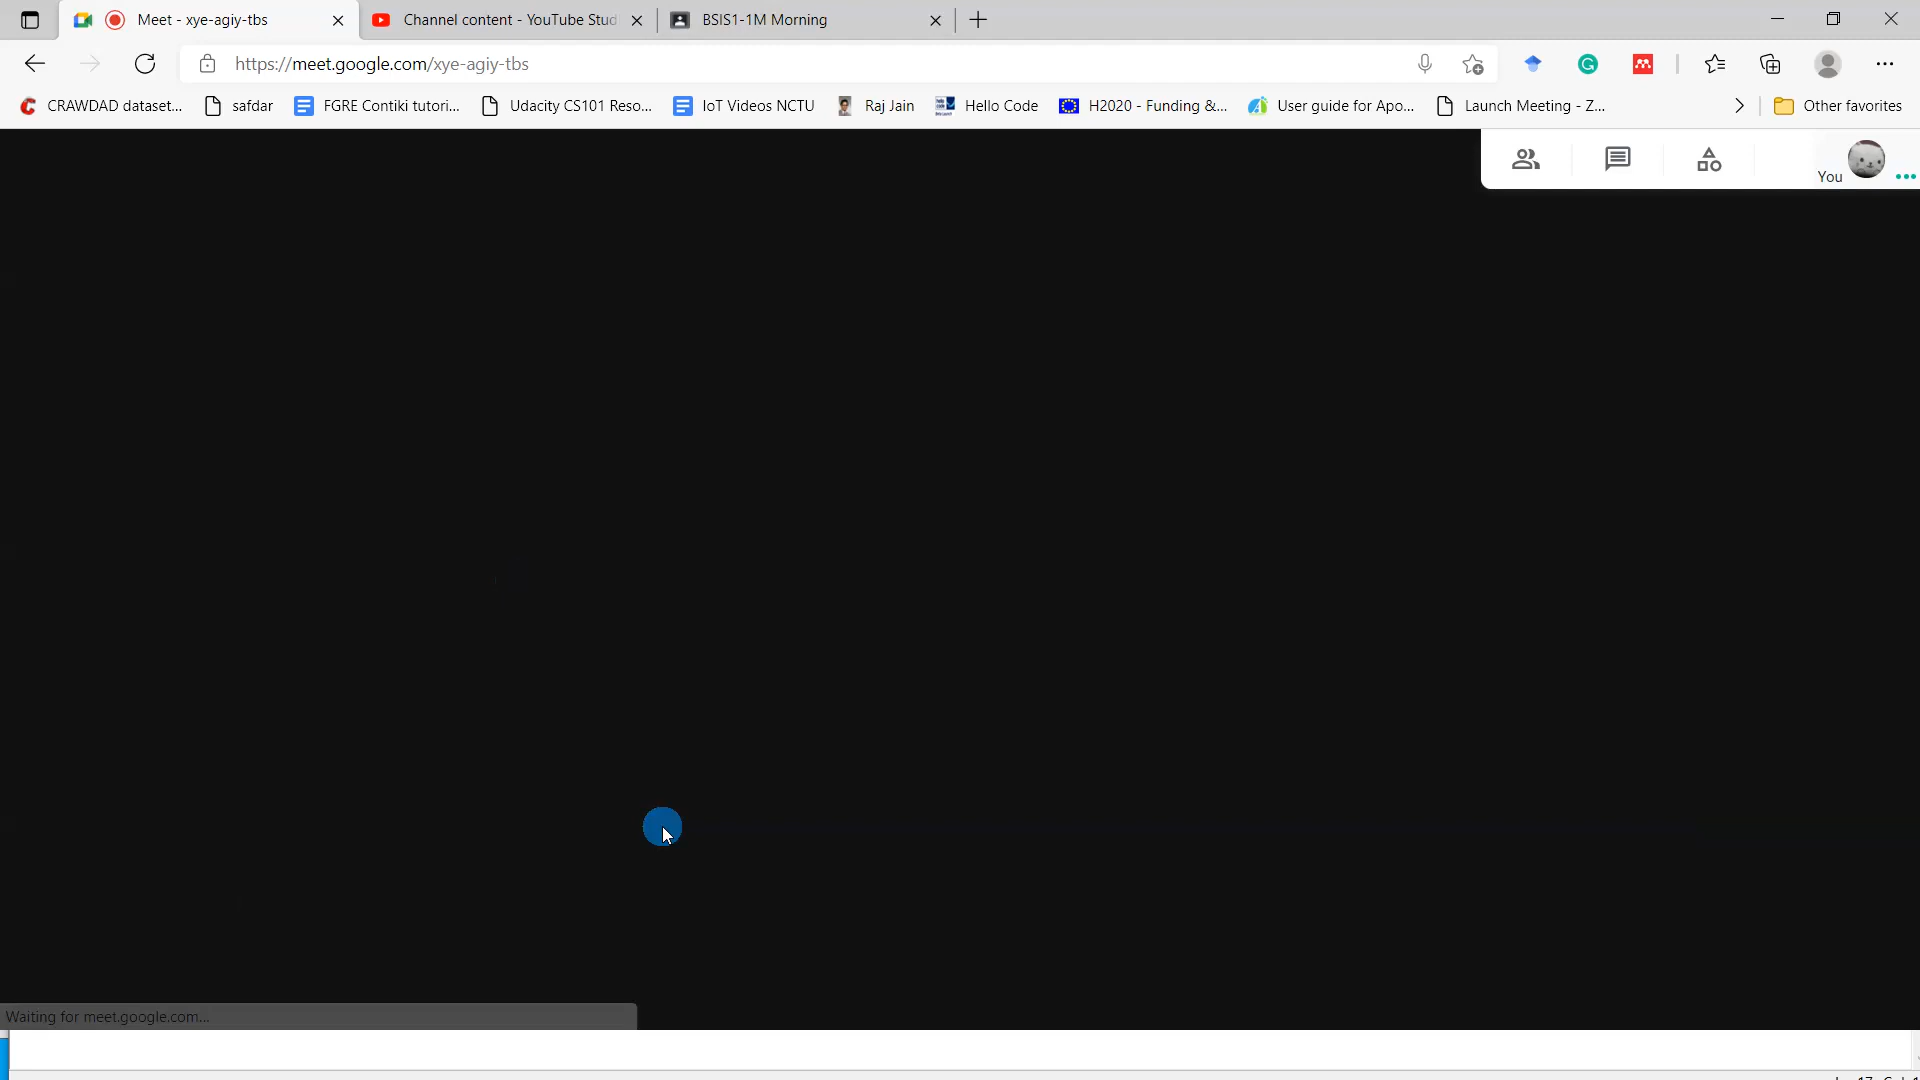 Meet - xye-agiy-tbs
Channel content - YouTube Stud
BSIS1-1M Morning
https://meet.google.com/xye-agiy-tbs
CRAWDAD dataset...
safdar
FGRE Contiki tutori...
Udacity CS101 Reso...
IoT Videos NCTU
Raj Jain
Hello Code
H2020 - Funding &...
User guide for Apo...
Launch Meeting - Z...
Other favorites
You
Waiting for meet.google.com...